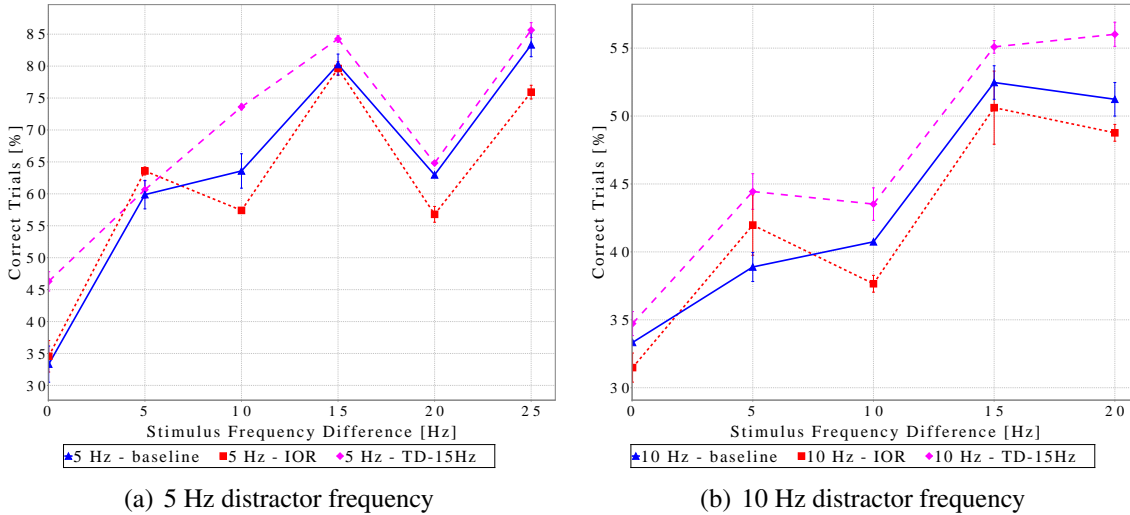 Correct Trials [%]
85
80
75
70
65
60
55
50
45
40
35
30
0 5 10 15 20 25
Stimulus Frequency Difference [Hz]
5 Hz - baseline 5 Hz - IOR 5 Hz - TD-15Hz
(a) 5 Hz distractor frequency
Correct Trials [%]
55
50
45
40
35
30
0 5 10 15 20
Stimulus Frequency Difference [Hz]
10 Hz - baseline 10 Hz - IOR 10 Hz - TD-15Hz
(b) 10 Hz distractor frequency